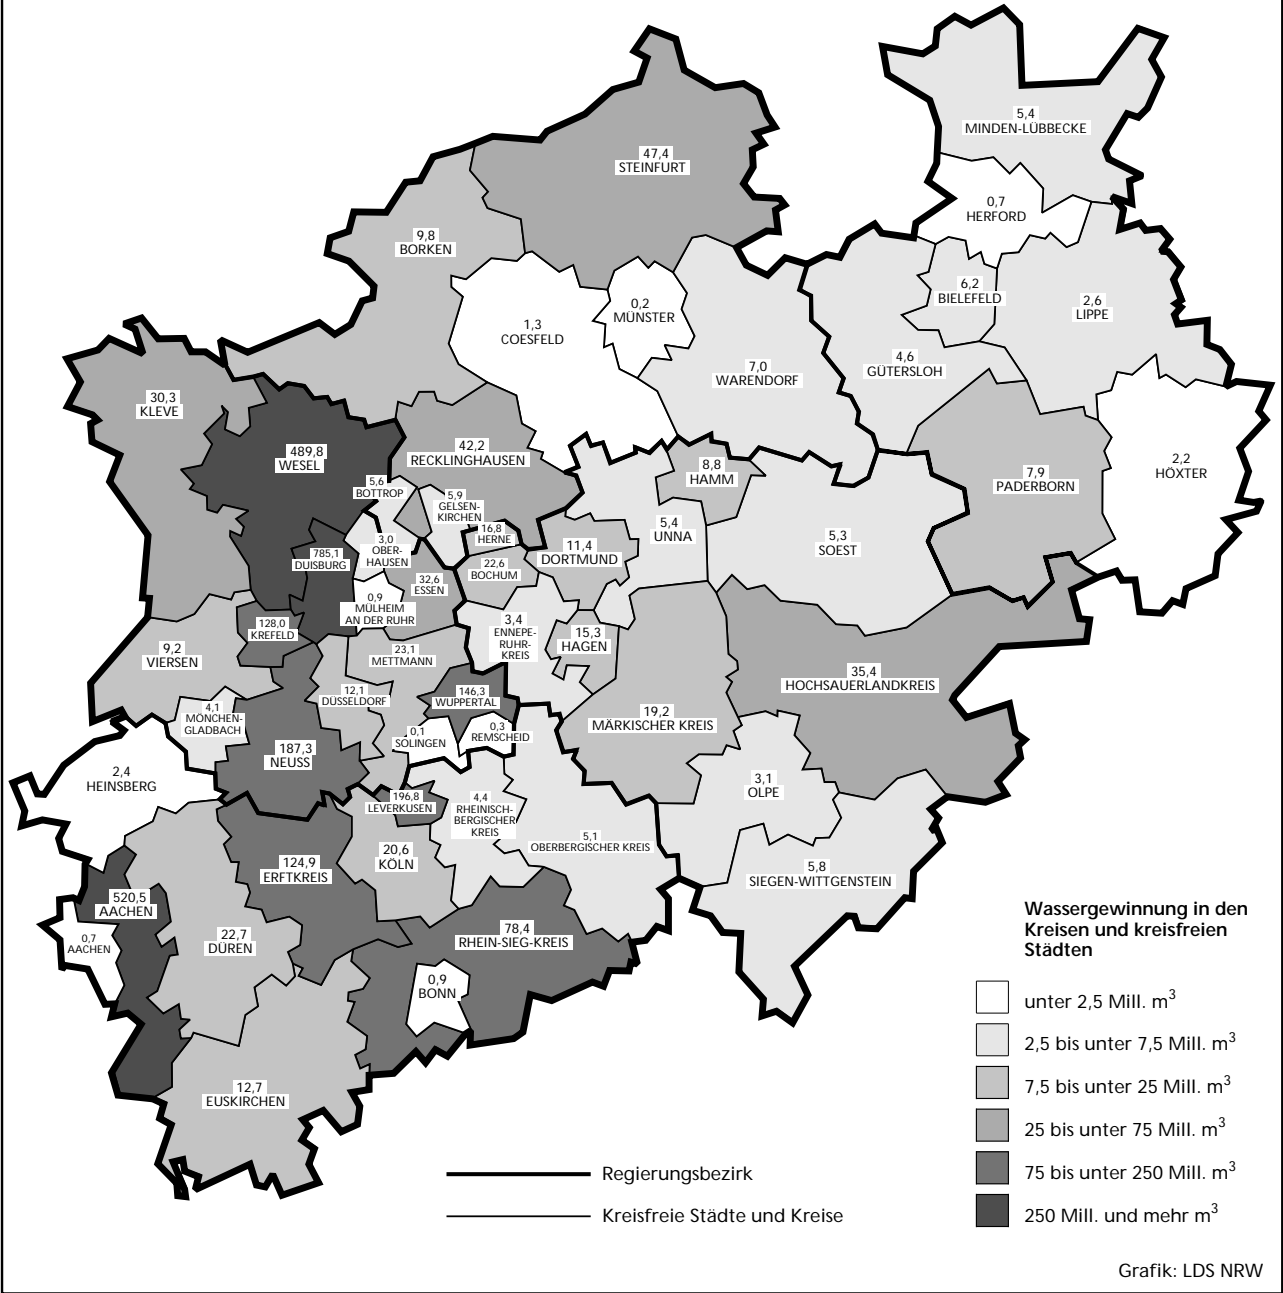 5,4
MINDEN-LÜBBECKE
47,4
STEINFURT
0,7
HERFORD
9,8
BORKEN
6,2
BIELEFELD
2,6
LIPPE
0,2
MÜNSTER
1,3
COESFELD
4,6
GÜTERSLOH
7,0
WARENDORF
30,3
KLEVE
489,8
WESEL
42,2
RECKLINGHAUSEN
8,8
HAMM
7,9
PADERBORN
2,2
HÖXTER
5,6
BOTTROP
5,9
GELSEN-
KIRCHEN
16,8
HERNE
5,4
UNNA
5,3
SOEST
785,1
DUISBURG
3,0
OBER-
HAUSEN
11,4
DORTMUND
22,6
BOCHUM
32,6
ESSEN
0,9
MÜLHEIM
AN DER RUHR
128,0
KREFELD
3,4
ENNEPE-
RUHR-
KREIS
15,3
HAGEN
9,2
VIERSEN
23,1
METTMANN
35,4
HOCHSAUERLANDKREIS
12,1
DÜSSELDORF
146,3
WUPPERTAL
4,1
MÖNCHEN-
GLADBACH
19,2
MÄRKISCHER KREIS
0,1
SOLINGEN
0,3
REMSCHEID
187,3
NEUSS
2,4
HEINSBERG
3,1
OLPE
196,8
LEVERKUSEN
4,4
RHEINISCH-
BERGISCHER
KREIS
5,1
OBERBERGISCHER KREIS
20,6
KÖLN
124,9
ERFTKREIS
5,8
SIEGEN-WITTGENSTEIN
520,5
AACHEN
0,7
AACHEN
22,7
DÜREN
78,4
RHEIN-SIEG-KREIS
0,9
BONN
12,7
EUSKIRCHEN
Wassergewinnung in den
Kreisen und kreisfreien
Städten
unter 2,5 Mill. m³
2,5 bis unter 7,5 Mill. m³
7,5 bis unter 25 Mill. m³
25 bis unter 75 Mill. m³
75 bis unter 250 Mill. m³
250 Mill. und mehr m³
Regierungsbezirk
Kreisfreie Städte und Kreise
Grafik: LDS NRW